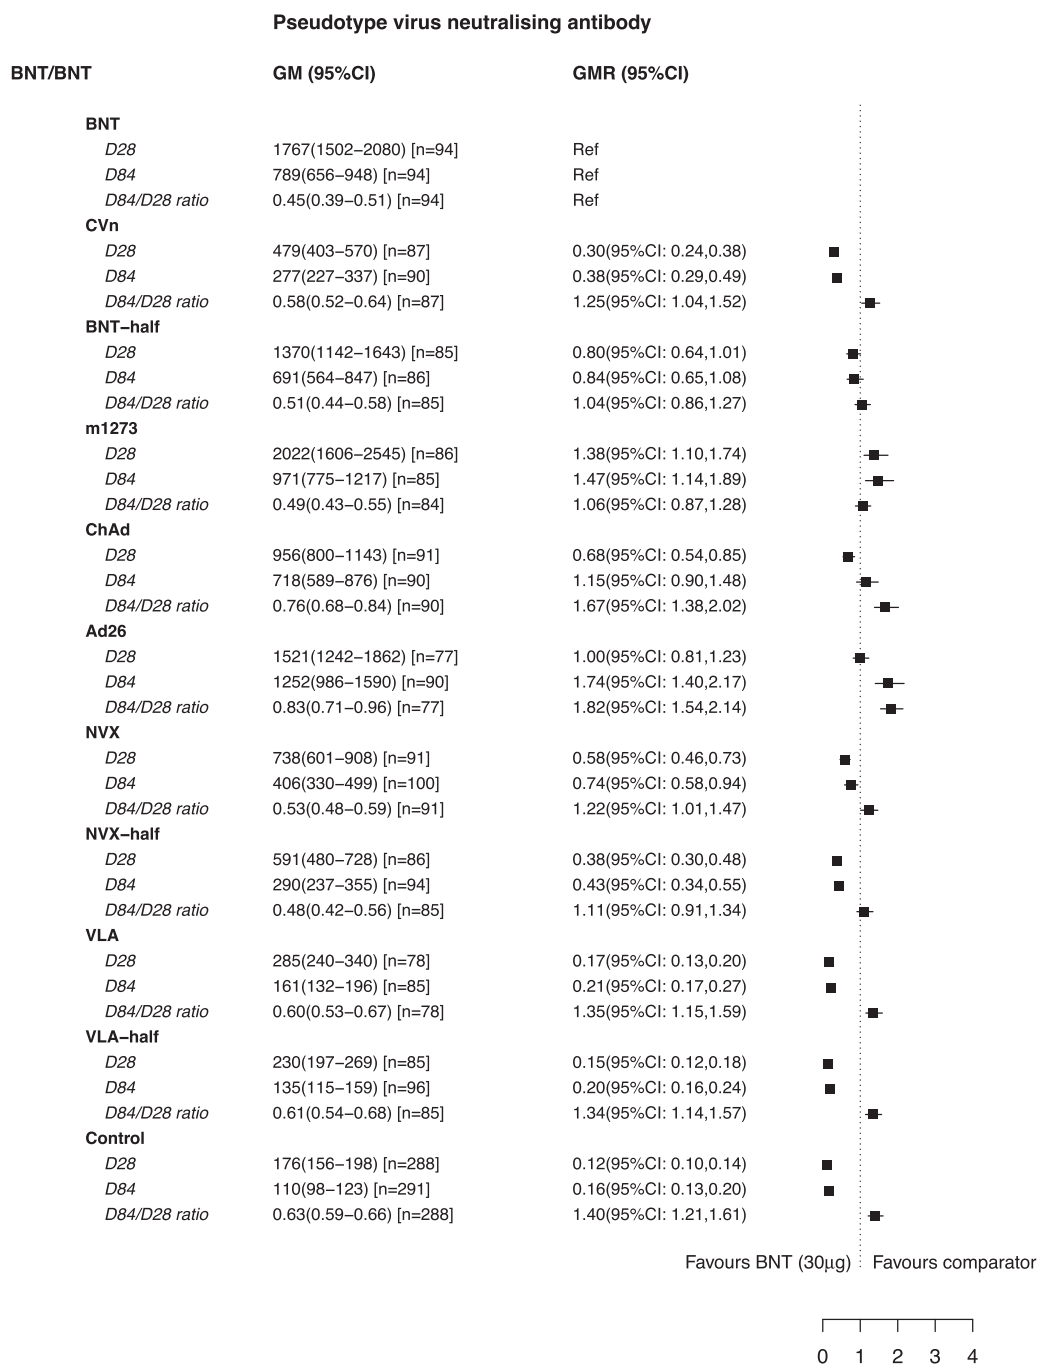 Pseudotype virus neutralising antibody
BNT/BNT GM (95%CI) GMR (95%CI)
BNT
D28 1767(1502−2080) [n=94] Ref
D84 789(656−948) [n=94] Ref
D84/D28 ratio 0.45(0.39−0.51) [n=94] Ref
CVn
D28 479(403−570) [n=87] 0.30(95%CI: 0.24,0.38)
D84 277(227−337) [n=90] 0.38(95%CI: 0.29,0.49)
D84/D28 ratio 0.58(0.52−0.64) [n=87] 1.25(95%CI: 1.04,1.52)
BNT−half
D28 1370(1142−1643) [n=85] 0.80(95%CI: 0.64,1.01)
D84 691(564−847) [n=86] 0.84(95%CI: 0.65,1.08)
D84/D28 ratio 0.51(0.44−0.58) [n=85] 1.04(95%CI: 0.86,1.27)
m1273
D28 2022(1606−2545) [n=86] 1.38(95%CI: 1.10,1.74)
D84 971(775−1217) [n=85] 1.47(95%CI: 1.14,1.89)
D84/D28 ratio 0.49(0.43−0.55) [n=84] 1.06(95%CI: 0.87,1.28)
ChAd
D28 956(800−1143) [n=91] 0.68(95%CI: 0.54,0.85)
D84 718(589−876) [n=90] 1.15(95%CI: 0.90,1.48)
D84/D28 ratio 0.76(0.68−0.84) [n=90] 1.67(95%CI: 1.38,2.02)
Ad26
D28 1521(1242−1862) [n=77] 1.00(95%CI: 0.81,1.23)
D84 1252(986−1590) [n=90] 1.74(95%CI: 1.40,2.17)
D84/D28 ratio 0.83(0.71−0.96) [n=77] 1.82(95%CI: 1.54,2.14)
NVX
D28 738(601−908) [n=91] 0.58(95%CI: 0.46,0.73)
D84 406(330−499) [n=100] 0.74(95%CI: 0.58,0.94)
D84/D28 ratio 0.53(0.48−0.59) [n=91] 1.22(95%CI: 1.01,1.47)
NVX−half
D28 591(480−728) [n=86] 0.38(95%CI: 0.30,0.48)
D84 290(237−355) [n=94] 0.43(95%CI: 0.34,0.55)
D84/D28 ratio 0.48(0.42−0.56) [n=85] 1.11(95%CI: 0.91,1.34)
VLA
D28 285(240−340) [n=78] 0.17(95%CI: 0.13,0.20)
D84 161(132−196) [n=85] 0.21(95%CI: 0.17,0.27)
D84/D28 ratio 0.60(0.53−0.67) [n=78] 1.35(95%CI: 1.15,1.59)
VLA−half
D28 230(197−269) [n=85] 0.15(95%CI: 0.12,0.18)
D84 135(115−159) [n=96] 0.20(95%CI: 0.16,0.24)
D84/D28 ratio 0.61(0.54−0.68) [n=85] 1.34(95%CI: 1.14,1.57)
Control
D28 176(156−198) [n=288] 0.12(95%CI: 0.10,0.14)
D84 110(98−123) [n=291] 0.16(95%CI: 0.13,0.20)
D84/D28 ratio 0.63(0.59−0.66) [n=288] 1.40(95%CI: 1.21,1.61)
Favours BNT (30μg) Favours comparator
0 1 2 3 4